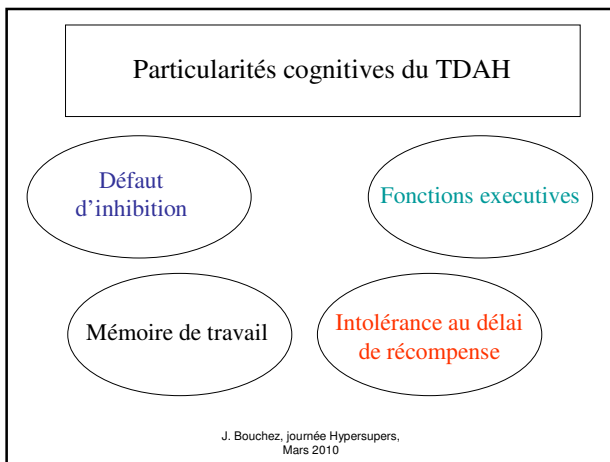 Particularités cognitives du TDAH
Défaut
d'inhibition
Fonctions executives
Mémoire de travail
Intolérance au délai
de récompense
J. Bouchez, journée Hypersupers,
Mars 2010